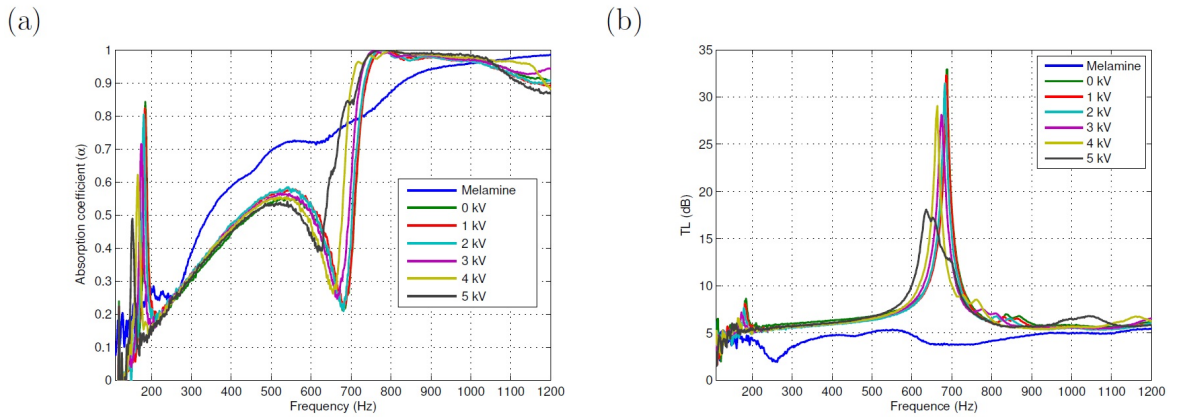 (a)
1
0.9
0.8
0.7
0.6
0.5
0.4
0.3
0.2
0.1
0
Absorption coefficient (α)
Melamine
0 kV
1 kV
2 kV
3 kV
4 kV
5 kV
200 300 400 500 600 700 800 900 1000 1100 1200
Frequency (Hz)
(b)
35
30
25
20
15
10
5
0
TL (dB)
Melamine
0 kV
1 kV
2 kV
3 kV
4 kV
5 kV
200 300 400 500 600 700 800 900 1000 1100 1200
Frequence (Hz)